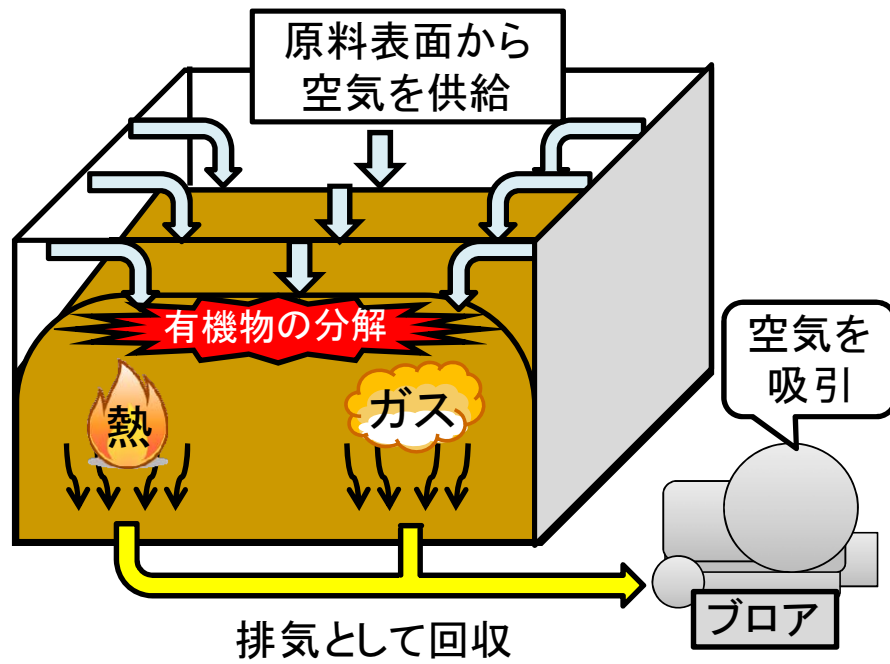 原料表面から
空気を供給
有機物の分解
熱
ガス
空気を
吸引
ブロア
排気として回収